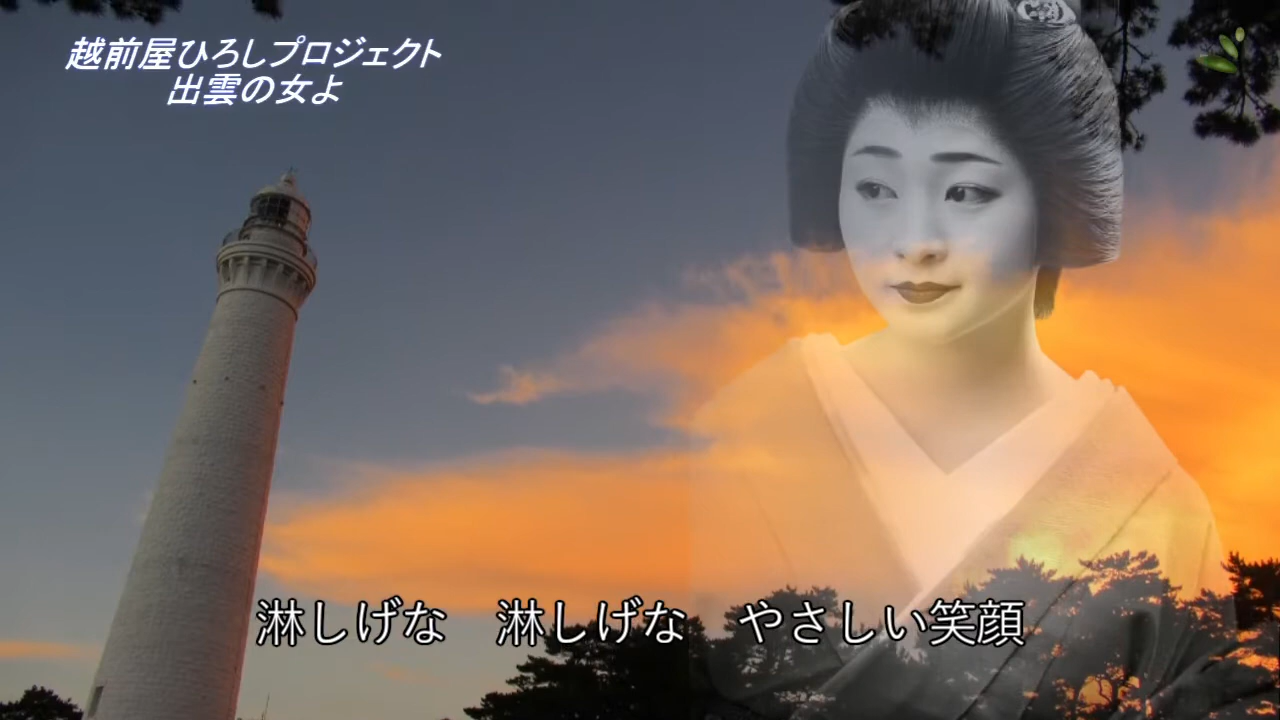 越前屋ひろしプロジェクト
出雲の女よ
淋しげな　淋しげな　やさしい笑顔